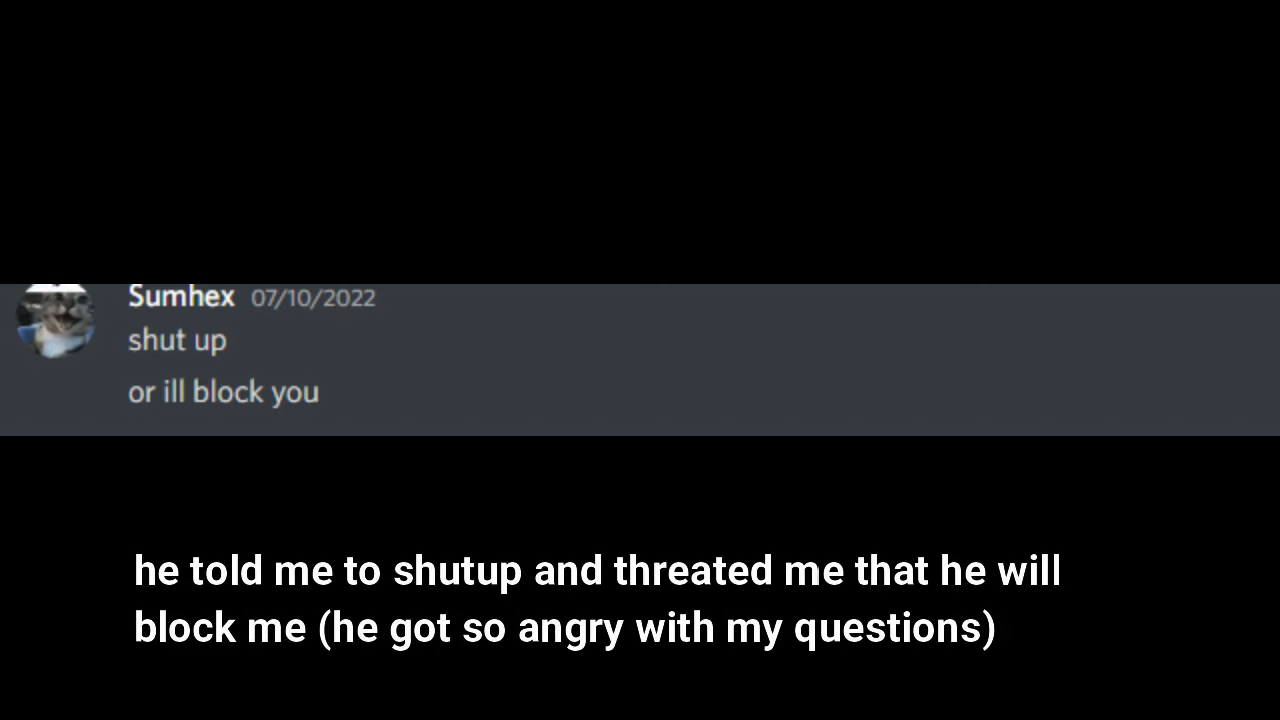 Sumhex 07/10/2022
shut up
or ill block you
he told me to shutup and threated me that he will
block me (he got so angry with my questions)